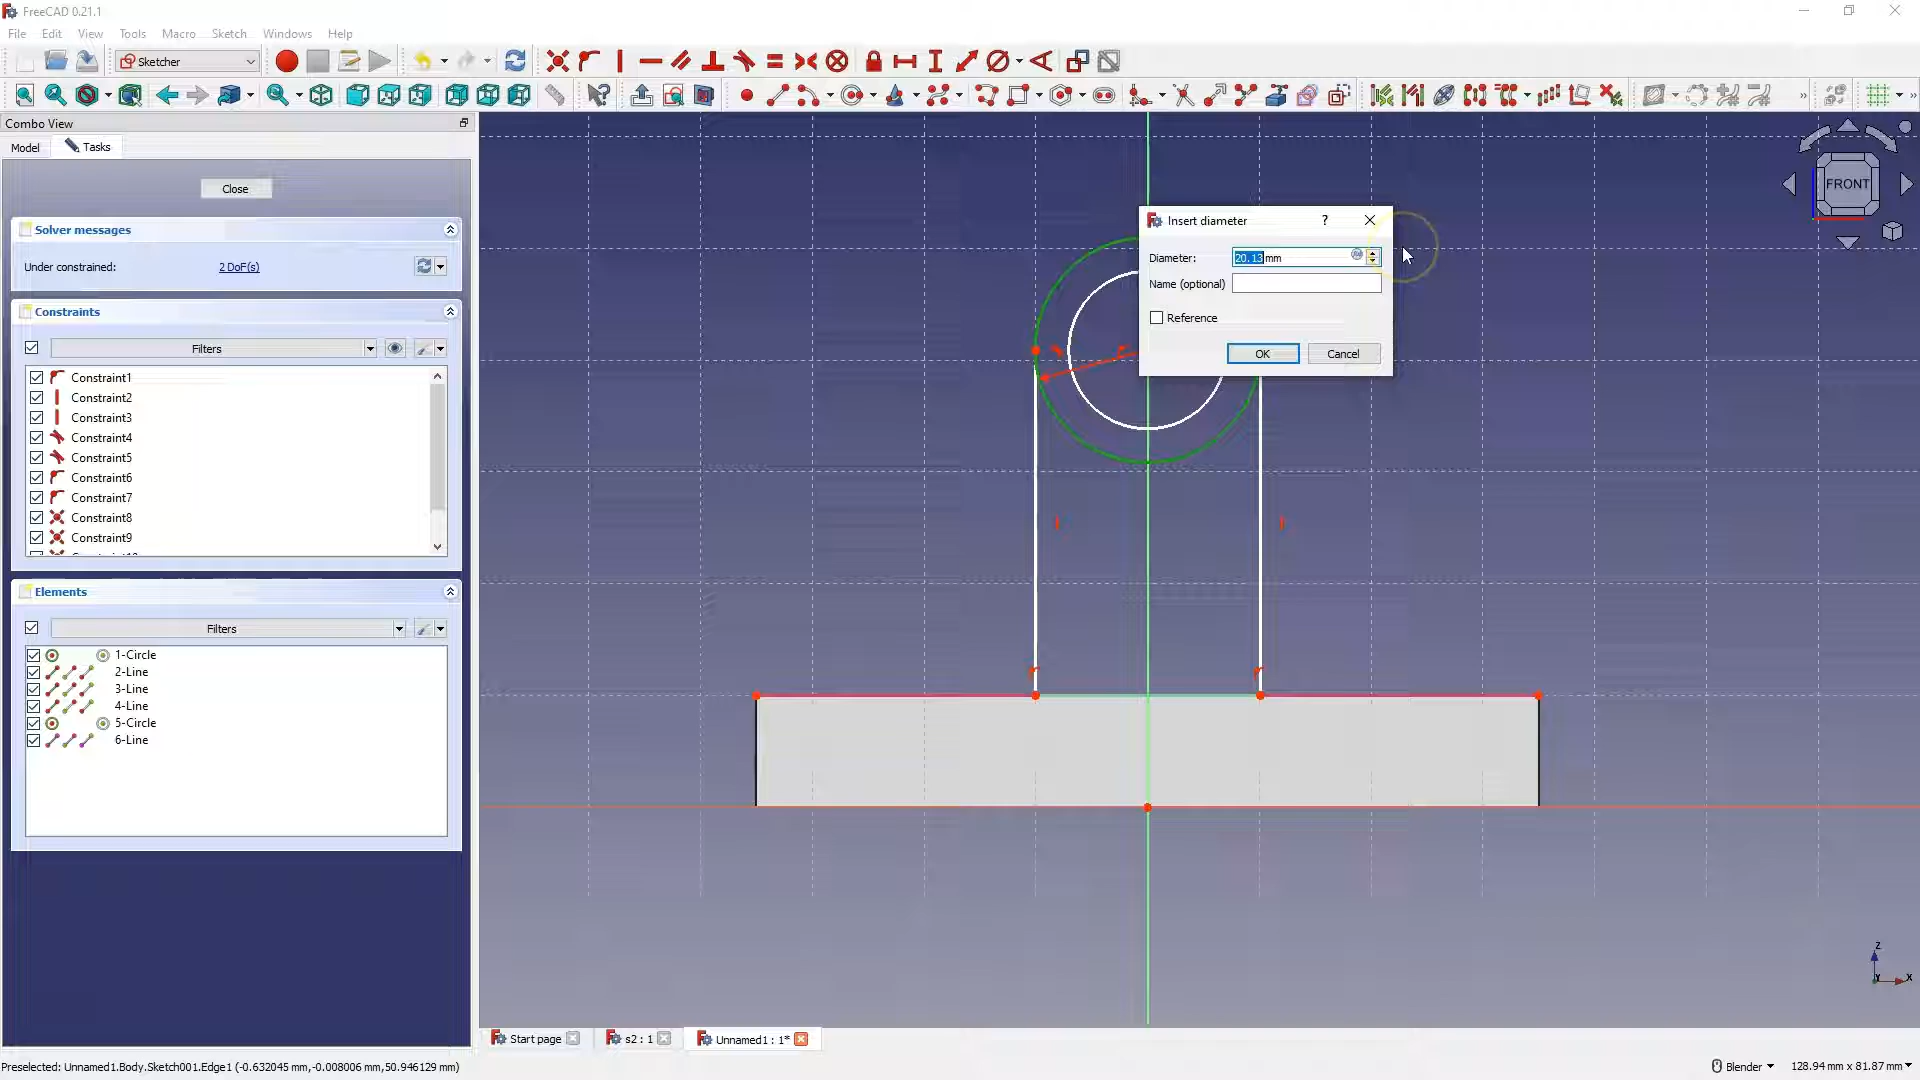 FreeCAD 0.21.1
File Edit View Tools Macro Sketch Windows Help
Sketcher
Combo View
Model Tasks
Close
Solver messages
Under constrained: 2 DoF(s)
Constraints
Filters
Constraint1
Constraint2
Constraint3
Constraint4
Constraint5
Constraint6
Constraint7
Constraint8
Constraint9
Elements
Filters
1-Circle
2-Line
3-Line
4-Line
5-Circle
6-Line
Insert diameter ?
Diameter: 20.13 mm
Name (optional)
Reference
OK Cancel
FRONT
Z
Y X
Start page s2 : 1 Unnamed1 : 1*
Preselected: Unnamed1.Body.Sketch001.Edge1 (-0.632045 mm,-0.008006 mm,50.946129 mm) Blender 128.94 mm x 81.87 mm